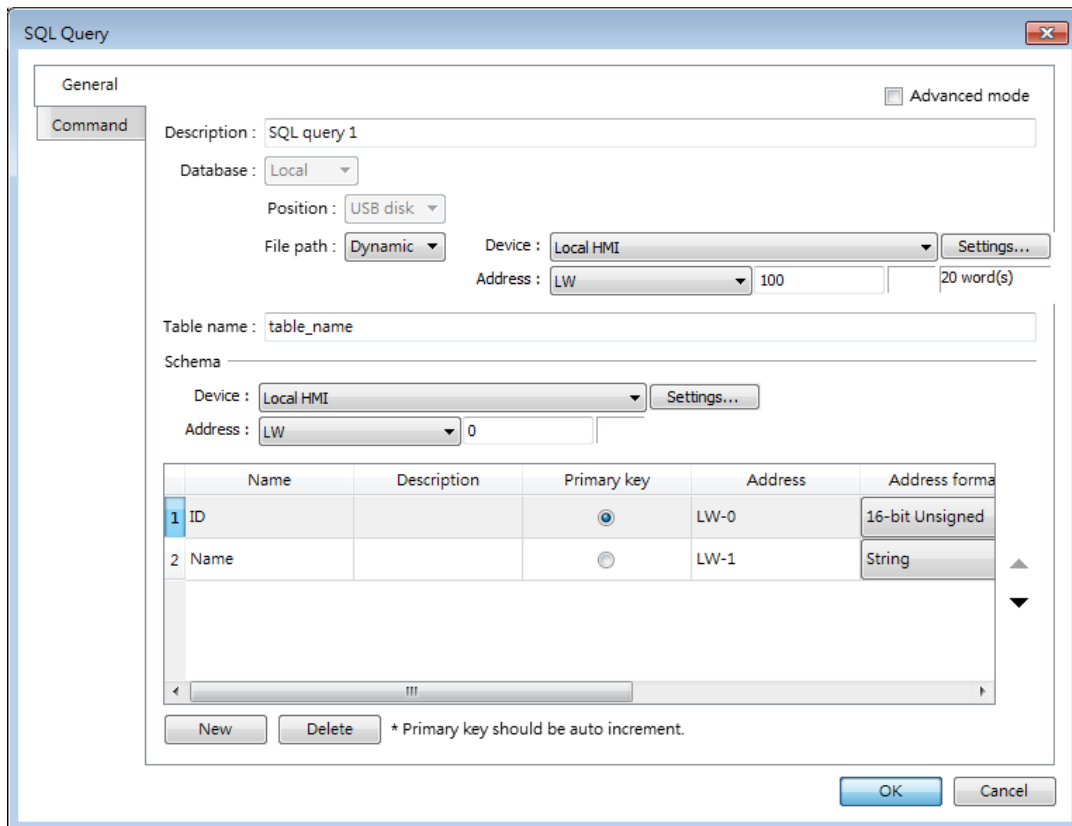 SQL Query
General
Advanced mode
Command
Description : SQL query 1
Database : Local
Position : USB disk
File path : Dynamic Device : Local HMI Settings...
Address : LW 100 20 word(s)
Table name : table_name
Schema
Device : Local HMI Settings...
Address : LW 0
Name Description Primary key Address Address forma
1 ID LW-0 16-bit Unsigned
2 Name LW-1 String
New Delete * Primary key should be auto increment.
OK Cancel